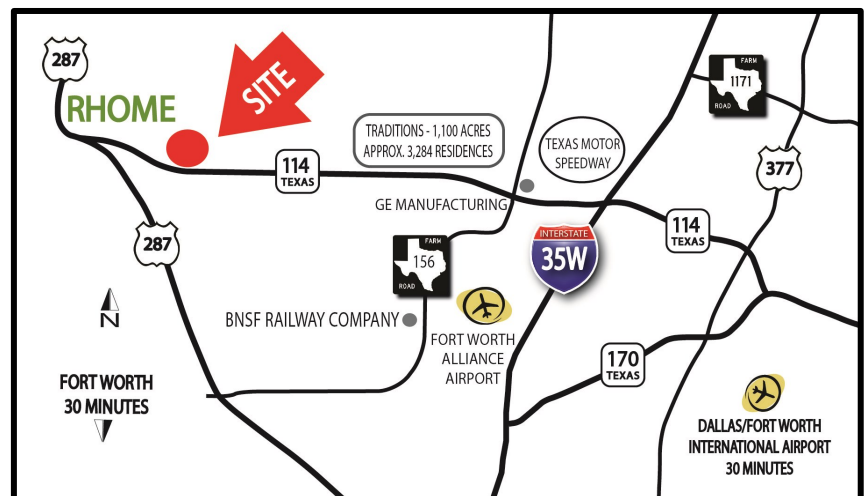 287
RHOME
SITE
114
TEXAS
TRADITIONS - 1,100 ACRES
APPROX. 3,284 RESIDENCES
TEXAS MOTOR
SPEEDWAY
FARM
1171
ROAD
377
GE MANUFACTURING
287
FARM
156
ROAD
INTERSTATE
35W
114
TEXAS
N
BNSF RAILWAY COMPANY
FORT WORTH
ALLIANCE
AIRPORT
170
TEXAS
FORT WORTH
30 MINUTES
DALLAS/FORT WORTH
INTERNATIONAL AIRPORT
30 MINUTES